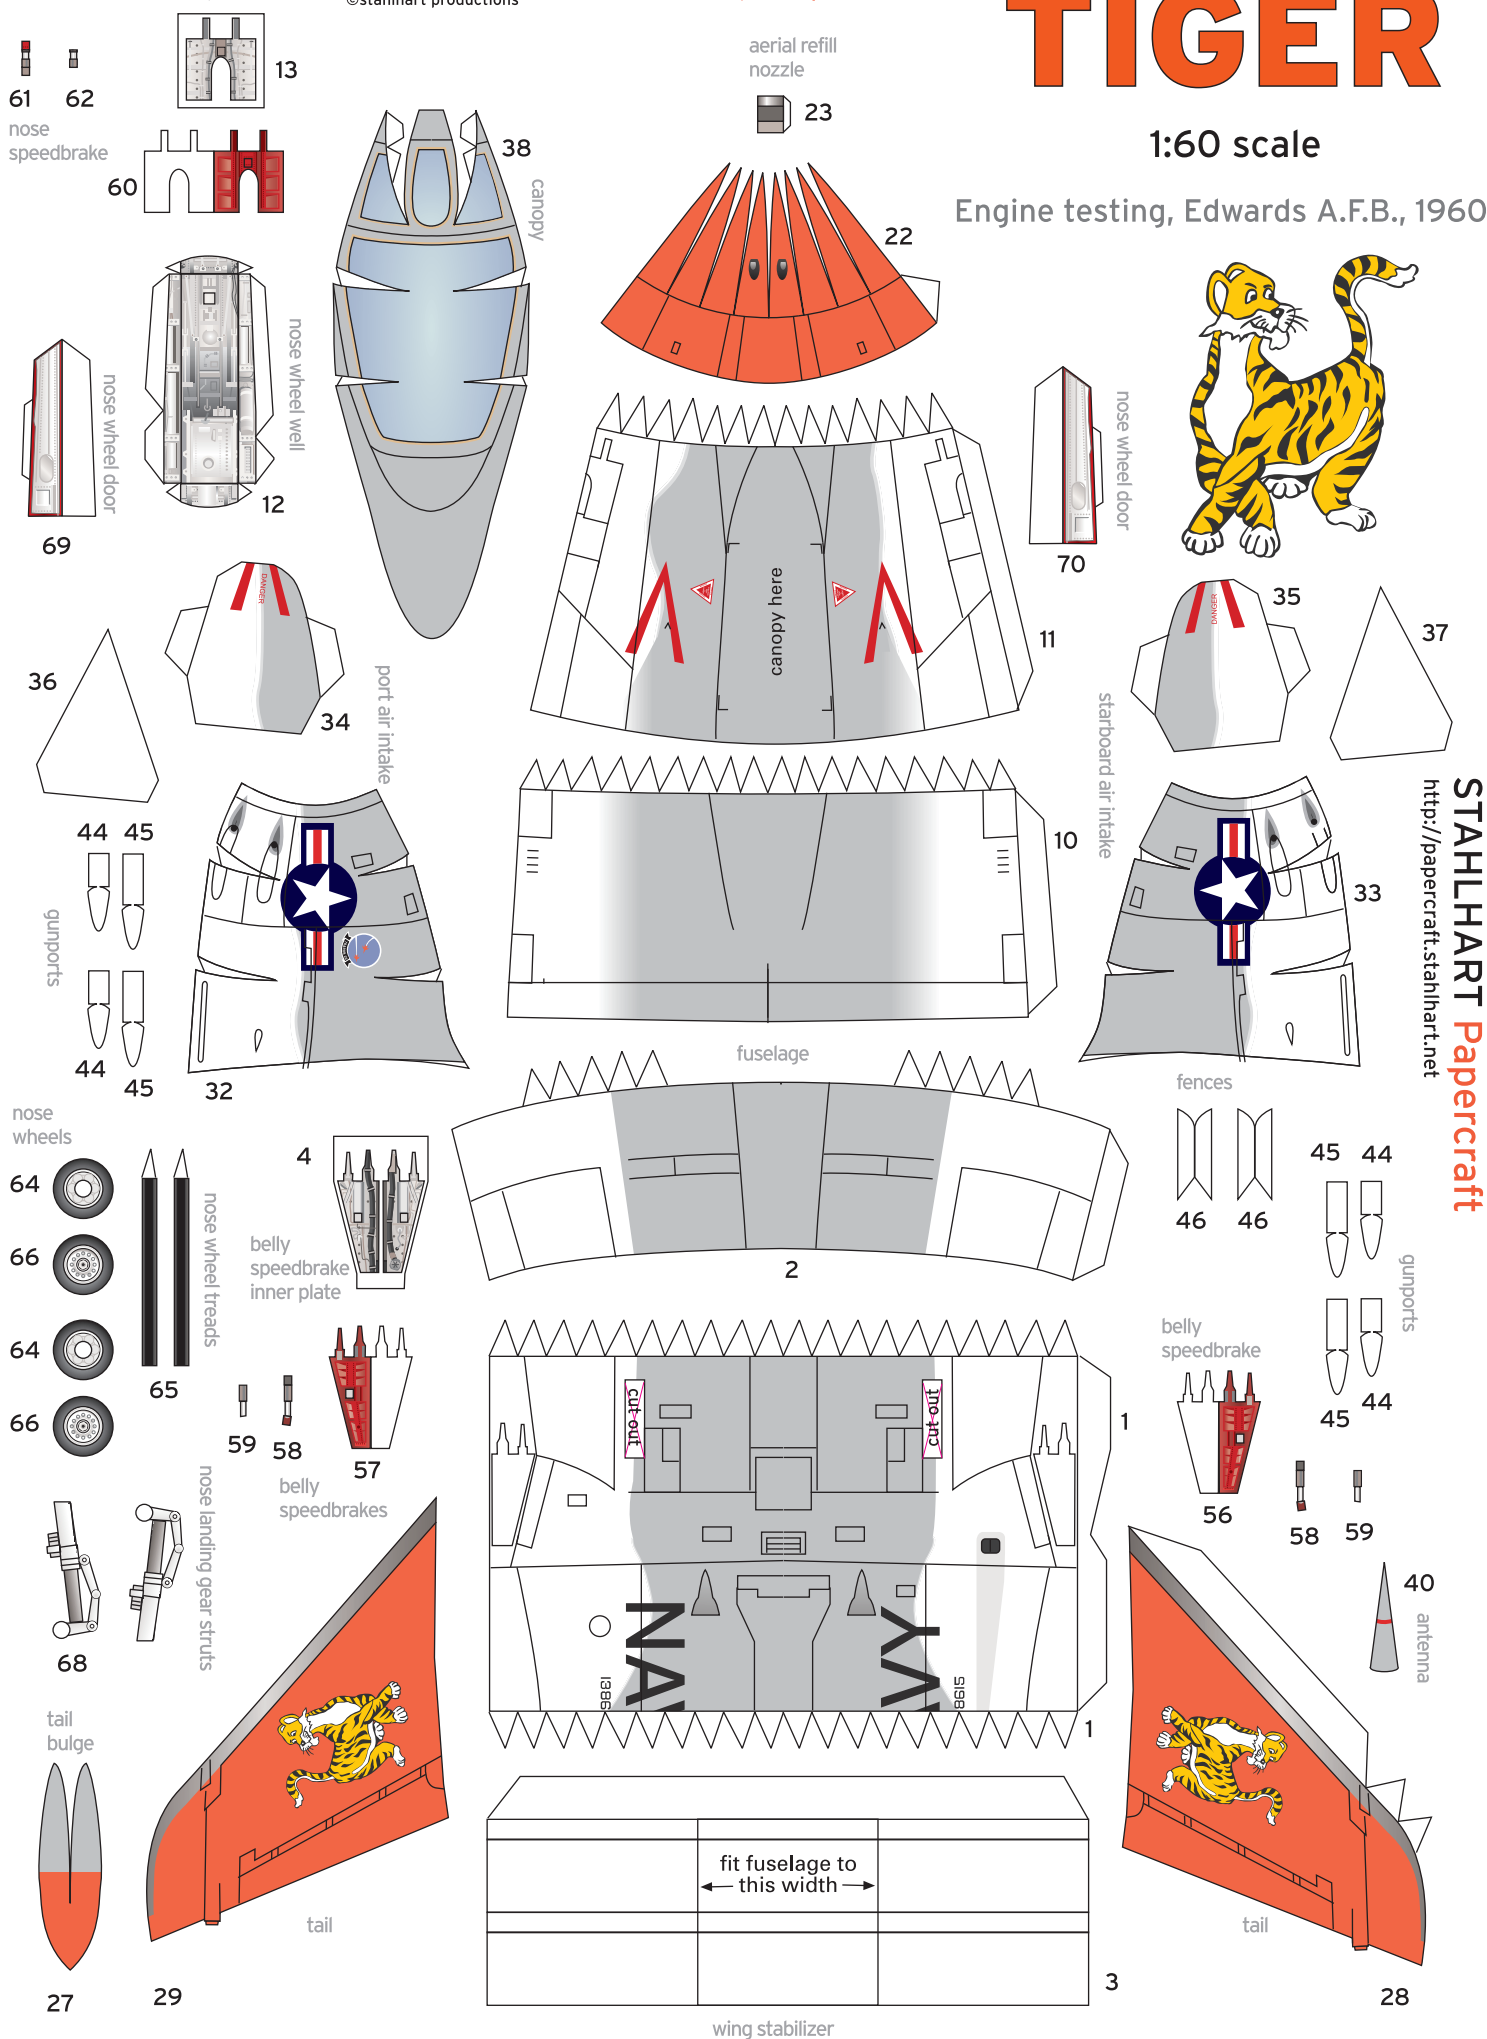 ©stahlhart productions
TIGER
1:60 scale
Engine testing, Edwards A.F.B., 1960
61
62
nose
speedbrake
13
60
38
canopy
aerial refill
nozzle
23
22
nose wheel door
69
nose wheel well
12
11
canopy here
nose wheel door
70
36
DANGER
34
port air intake
DANGER
35
37
starboard air intake
44
45
gunports
44
45
32
10
33
STAHLHART Papercraft
http://papercraft.stahlhart.net
fuselage
fences
46
46
nose
wheels
64
66
64
66
nose wheel treads
65
4
belly
speedbrake
inner plate
2
45
44
gunports
45
44
59
58
57
belly
speedbrakes
cut out
cut out
1
belly
speedbrake
56
58
59
nose landing gear struts
68
40
antenna
NA
1386
YV
8615
1
tail
bulge
27
29
tail
fit fuselage to
this width
3
wing stabilizer
tail
28